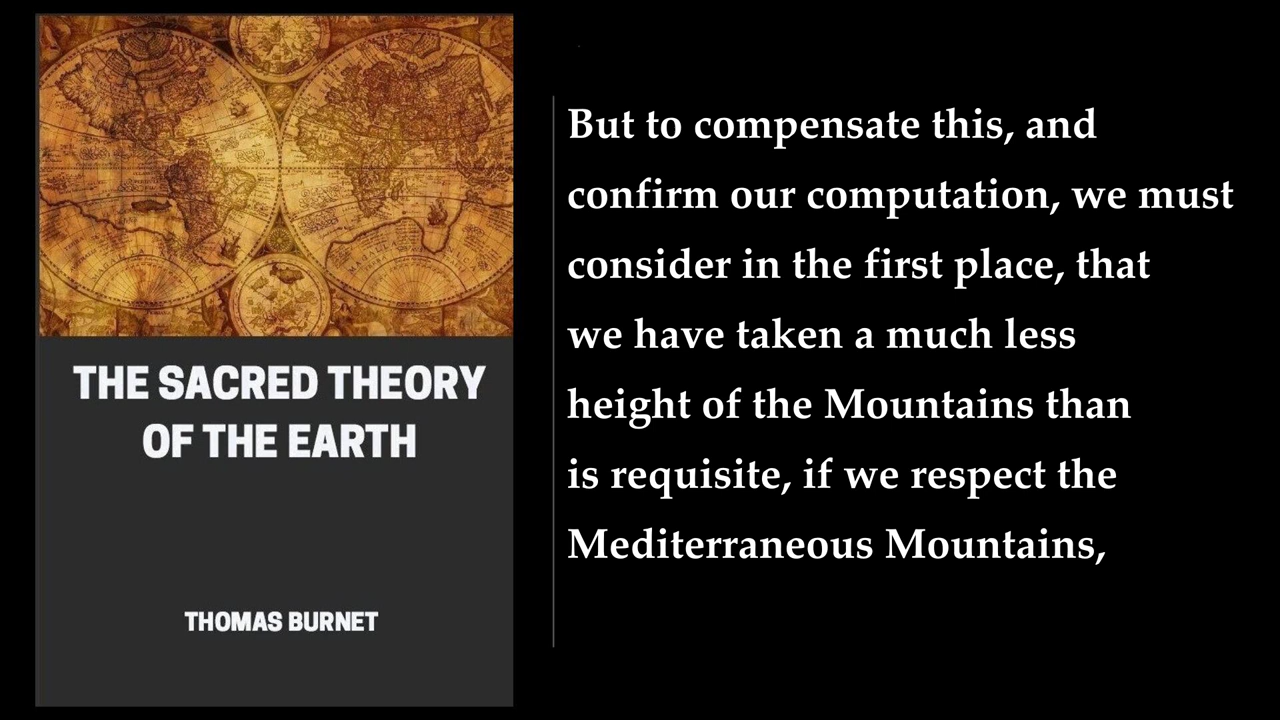 THE SACRED THEORY
OF THE EARTH
THOMAS BURNET
But to compensate this, and
confirm our computation, we must
consider in the first place, that
we have taken a much less
height of the Mountains than
is requisite, if we respect the
Mediterraneous Mountains,